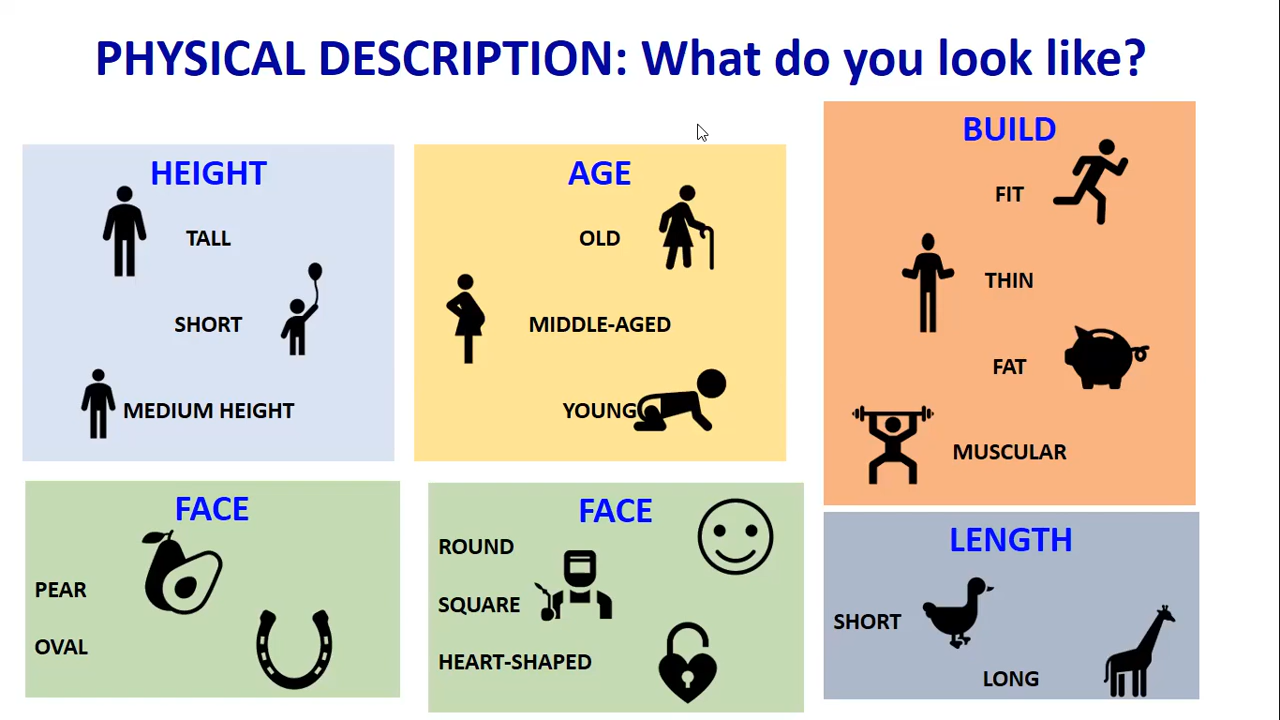 PHYSICAL DESCRIPTION: What do you look like?
HEIGHT
TALL
SHORT
MEDIUM HEIGHT
AGE
OLD
MIDDLE-AGED
YOUNG
BUILD
FIT
THIN
FAT
MUSCULAR
FACE
PEAR
OVAL
FACE
ROUND
SQUARE
HEART-SHAPED
LENGTH
SHORT
LONG